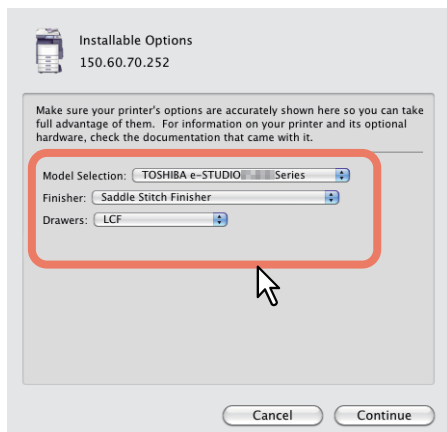 Installable Options
150.60.70.252
Make sure your printer's options are accurately shown here so you can take
full advantage of them. For information on your printer and its optional
hardware, check the documentation that came with it.
Model Selection: TOSHIBA e-STUDIO Series
Finisher: Saddle Stitch Finisher
Drawers: LCF
Cancel Continue